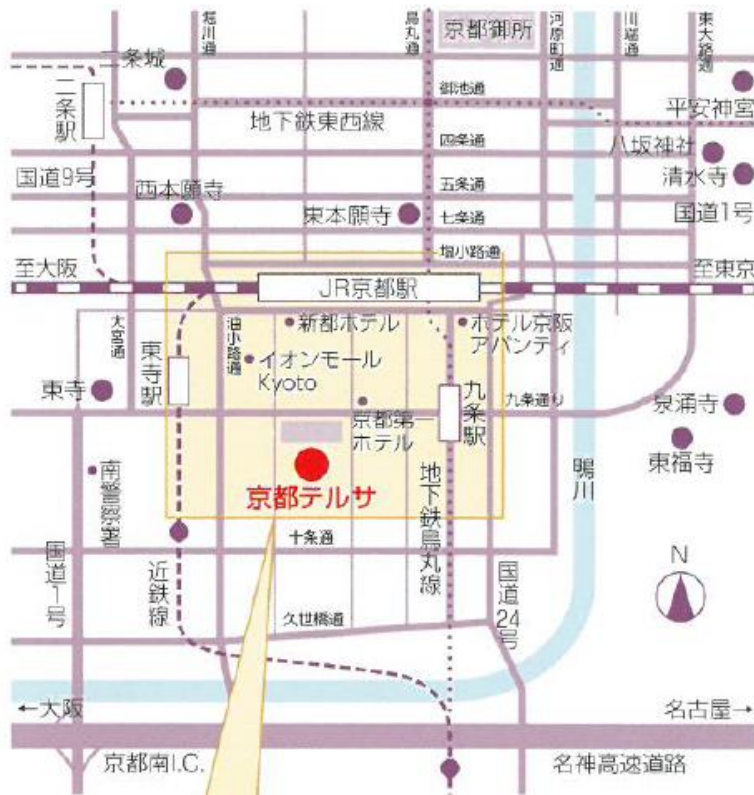 堀川通
烏丸通
京都御所
河原町通
川端通
東大路通
二条城
二条駅
御池通
地下鉄東西線
平安神宮
四条通
八坂神社
国道9号
五条通
清水寺
西本願寺
東本願寺
七条通
国道1号
塩小路通
至大阪
JR京都駅
至東京
大宮通
油小路通
新都ホテル
ホテル京阪
アバンティ
東寺駅
イオンモール
Kyoto
東寺
京都第一
ホテル
九条駅
九条通り
泉涌寺
東福寺
南警察署
京都テルサ
地下鉄烏丸線
鴨川
十条通
国道1号
近鉄線
国道24号
N
久世橋通
←大阪
名古屋→
京都南I.C.
名神高速道路